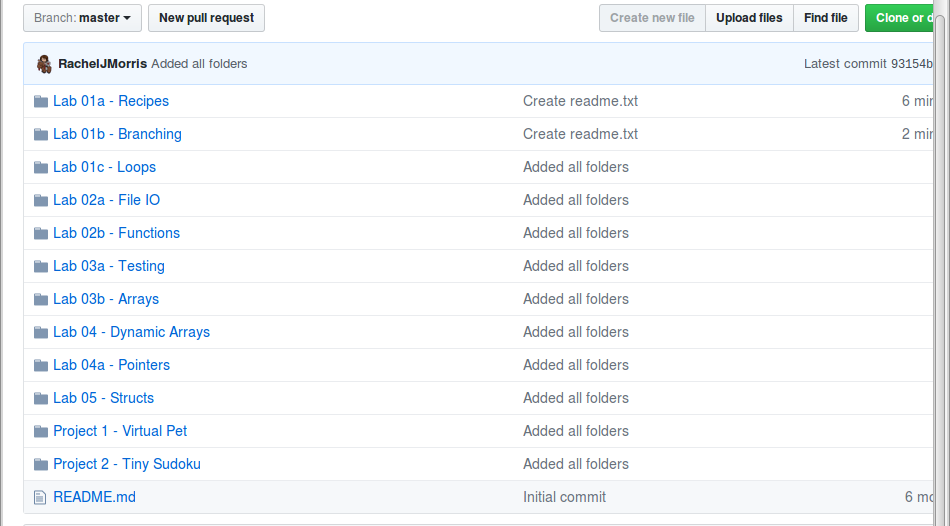 Branch: master New pull request Create new file Upload files Find file Clone or d
RachelJMorris Added all folders Latest commit 93154b
Lab 01a - Recipes Create readme.txt 6 min
Lab 01b - Branching Create readme.txt 2 min
Lab 01c - Loops Added all folders
Lab 02a - File IO Added all folders
Lab 02b - Functions Added all folders
Lab 03a - Testing Added all folders
Lab 03b - Arrays Added all folders
Lab 04 - Dynamic Arrays Added all folders
Lab 04a - Pointers Added all folders
Lab 05 - Structs Added all folders
Project 1 - Virtual Pet Added all folders
Project 2 - Tiny Sudoku Added all folders
README.md Initial commit 6 mo